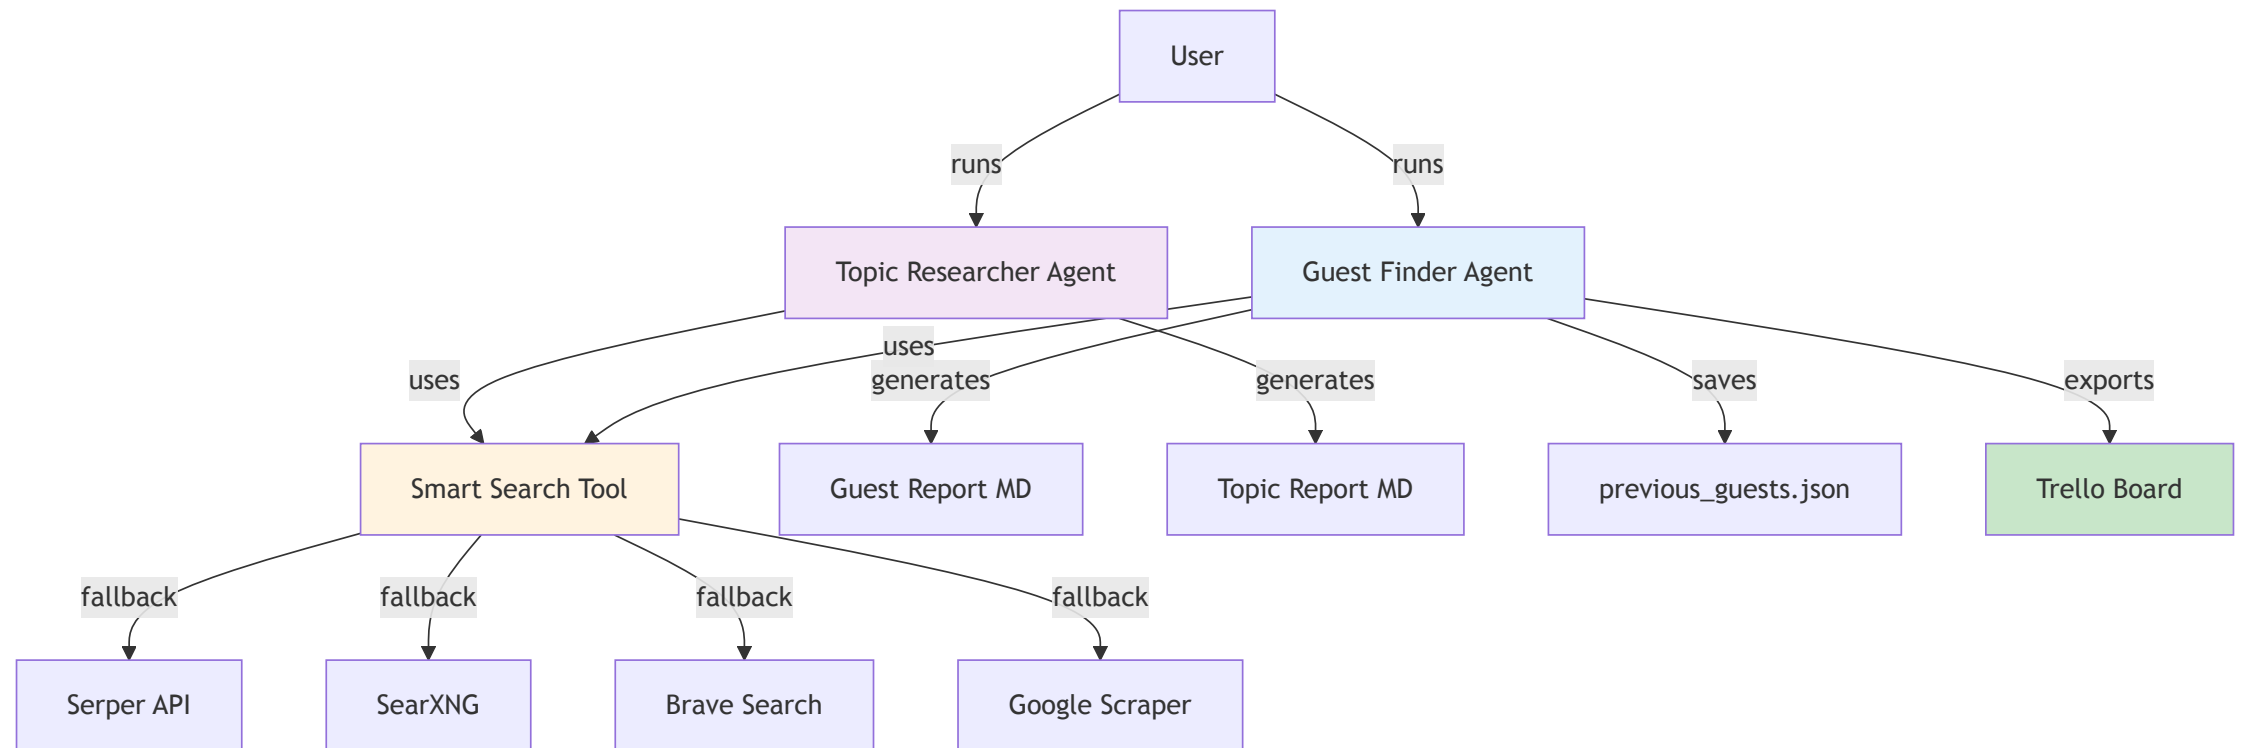 User
runs
runs
Topic Researcher Agent
Guest Finder Agent
uses
uses
generates
generates
saves
exports
Smart Search Tool
Guest Report MD
Topic Report MD
previous_guests.json
Trello Board
fallback
fallback
fallback
fallback
Serper API
SearXNG
Brave Search
Google Scraper